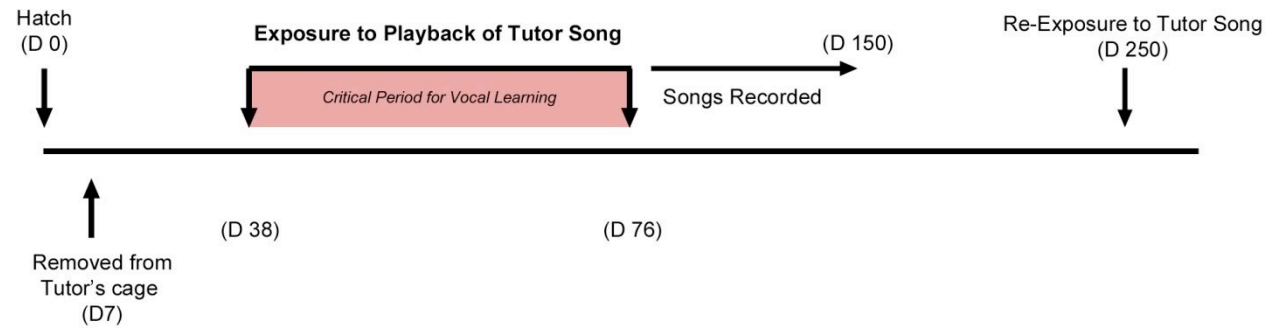 Hatch
(D 0)
Exposure to Playback of Tutor Song
(D 150)
Re-Exposure to Tutor Song
(D 250)
Critical Period for Vocal Learning
Songs Recorded
(D 38)
(D 76)
Removed from
Tutor's cage
(D7)